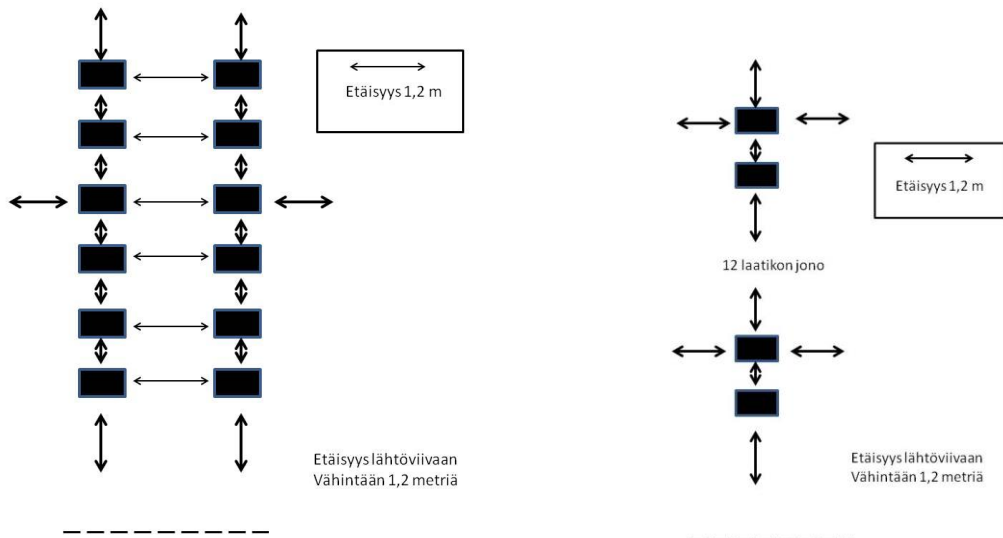 Etäisyys 1,2 m
Etäisyys lähtöviivaan
Vähintään 1,2 metriä
Etäisyys 1,2 m
12 laatikon jono
Etäisyys lähtöviivaan
Vähintään 1,2 metriä